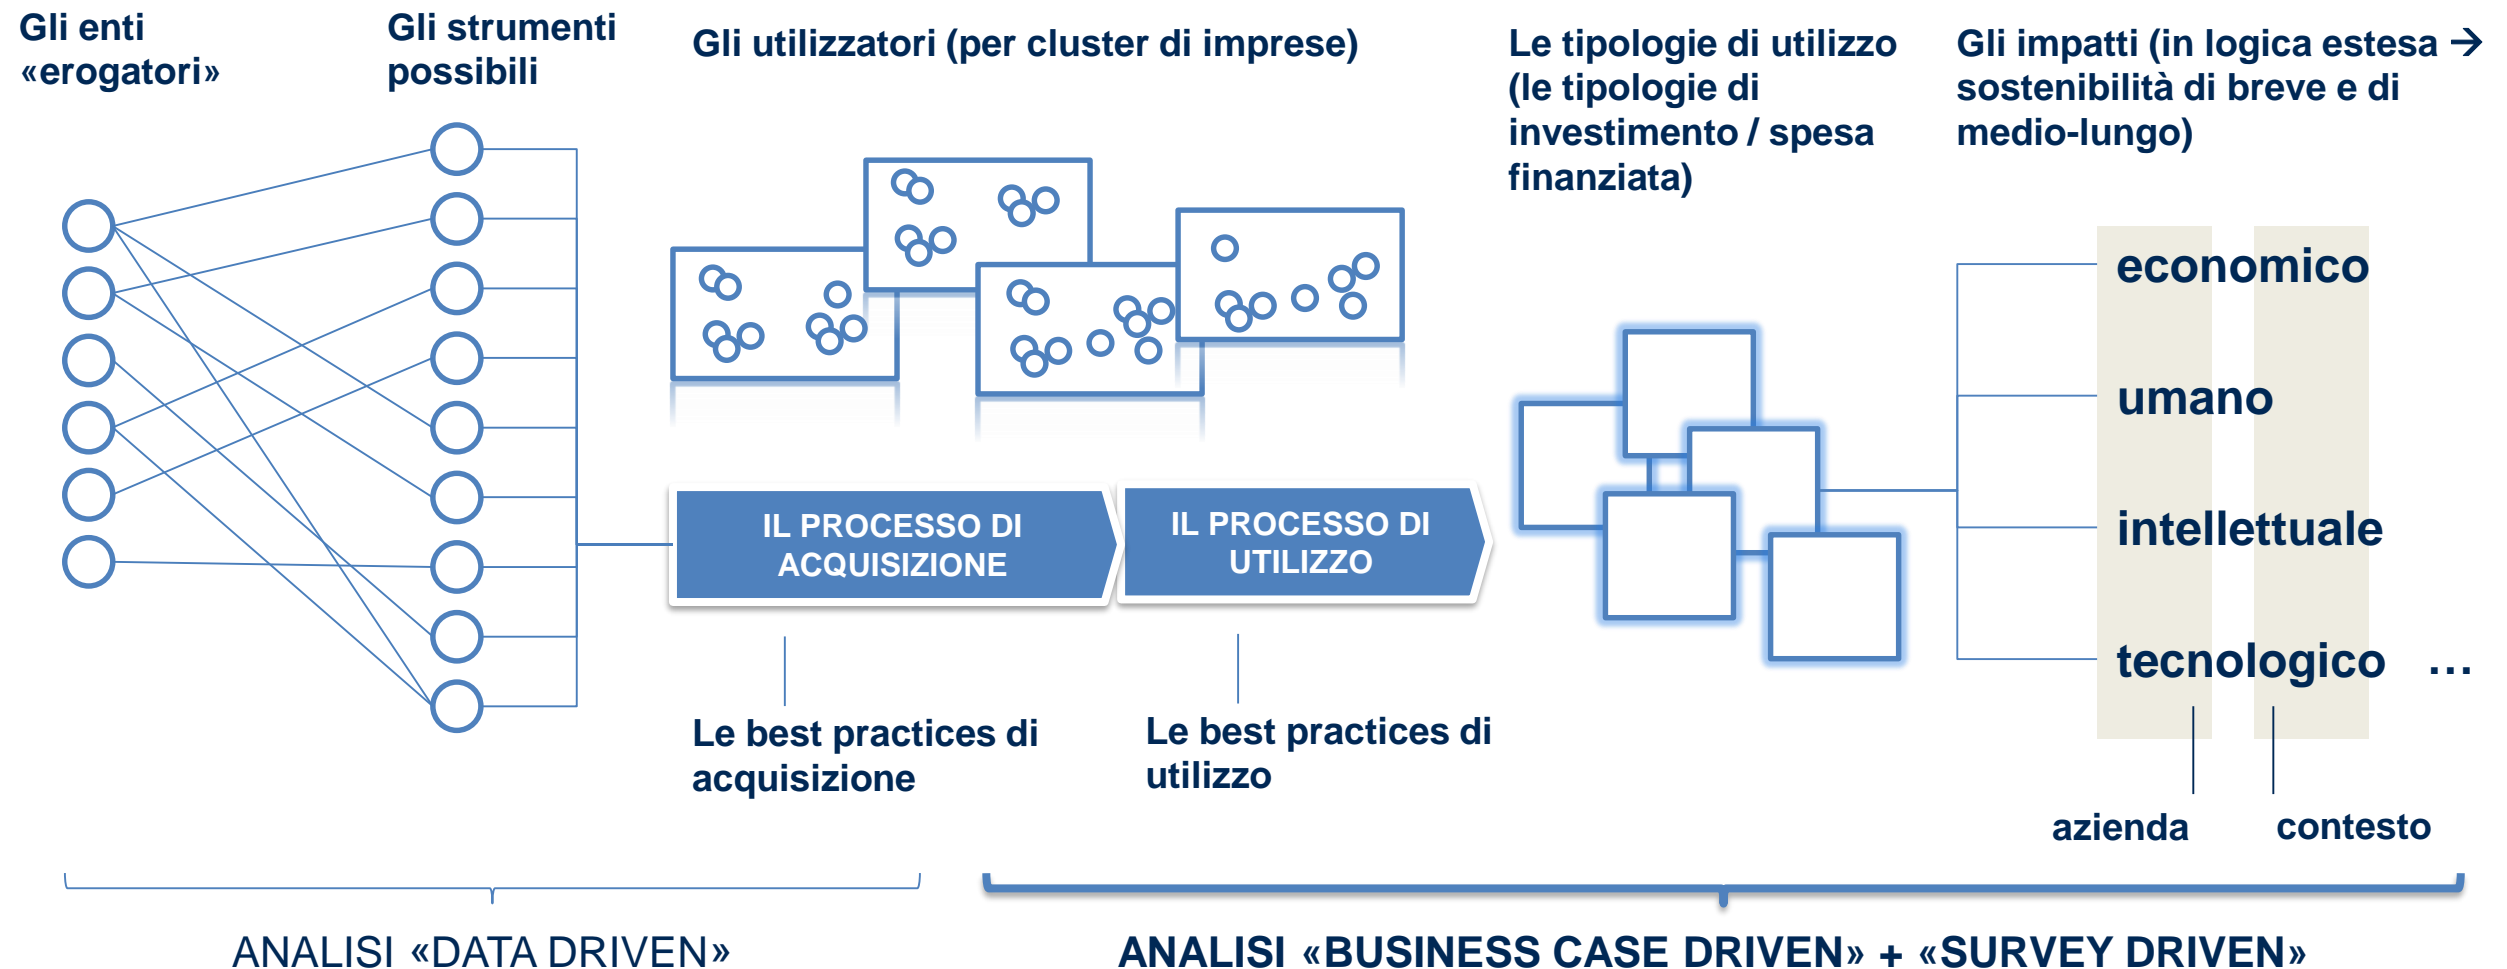 Gli enti
«erogatori»
Gli strumenti
possibili
Gli utilizzatori (per cluster di imprese)
Le tipologie di utilizzo
(le tipologie di
investimento / spesa
finanziata)
Gli impatti (in logica estesa →
sostenibilità di breve e di
medio-lungo)
economico
umano
intellettuale
tecnologico …
IL PROCESSO DI
ACQUISIZIONE
IL PROCESSO DI
UTILIZZO
Le best practices di
acquisizione
Le best practices di
utilizzo
azienda
contesto
ANALISI «DATA DRIVEN»
ANALISI «BUSINESS CASE DRIVEN» + «SURVEY DRIVEN»